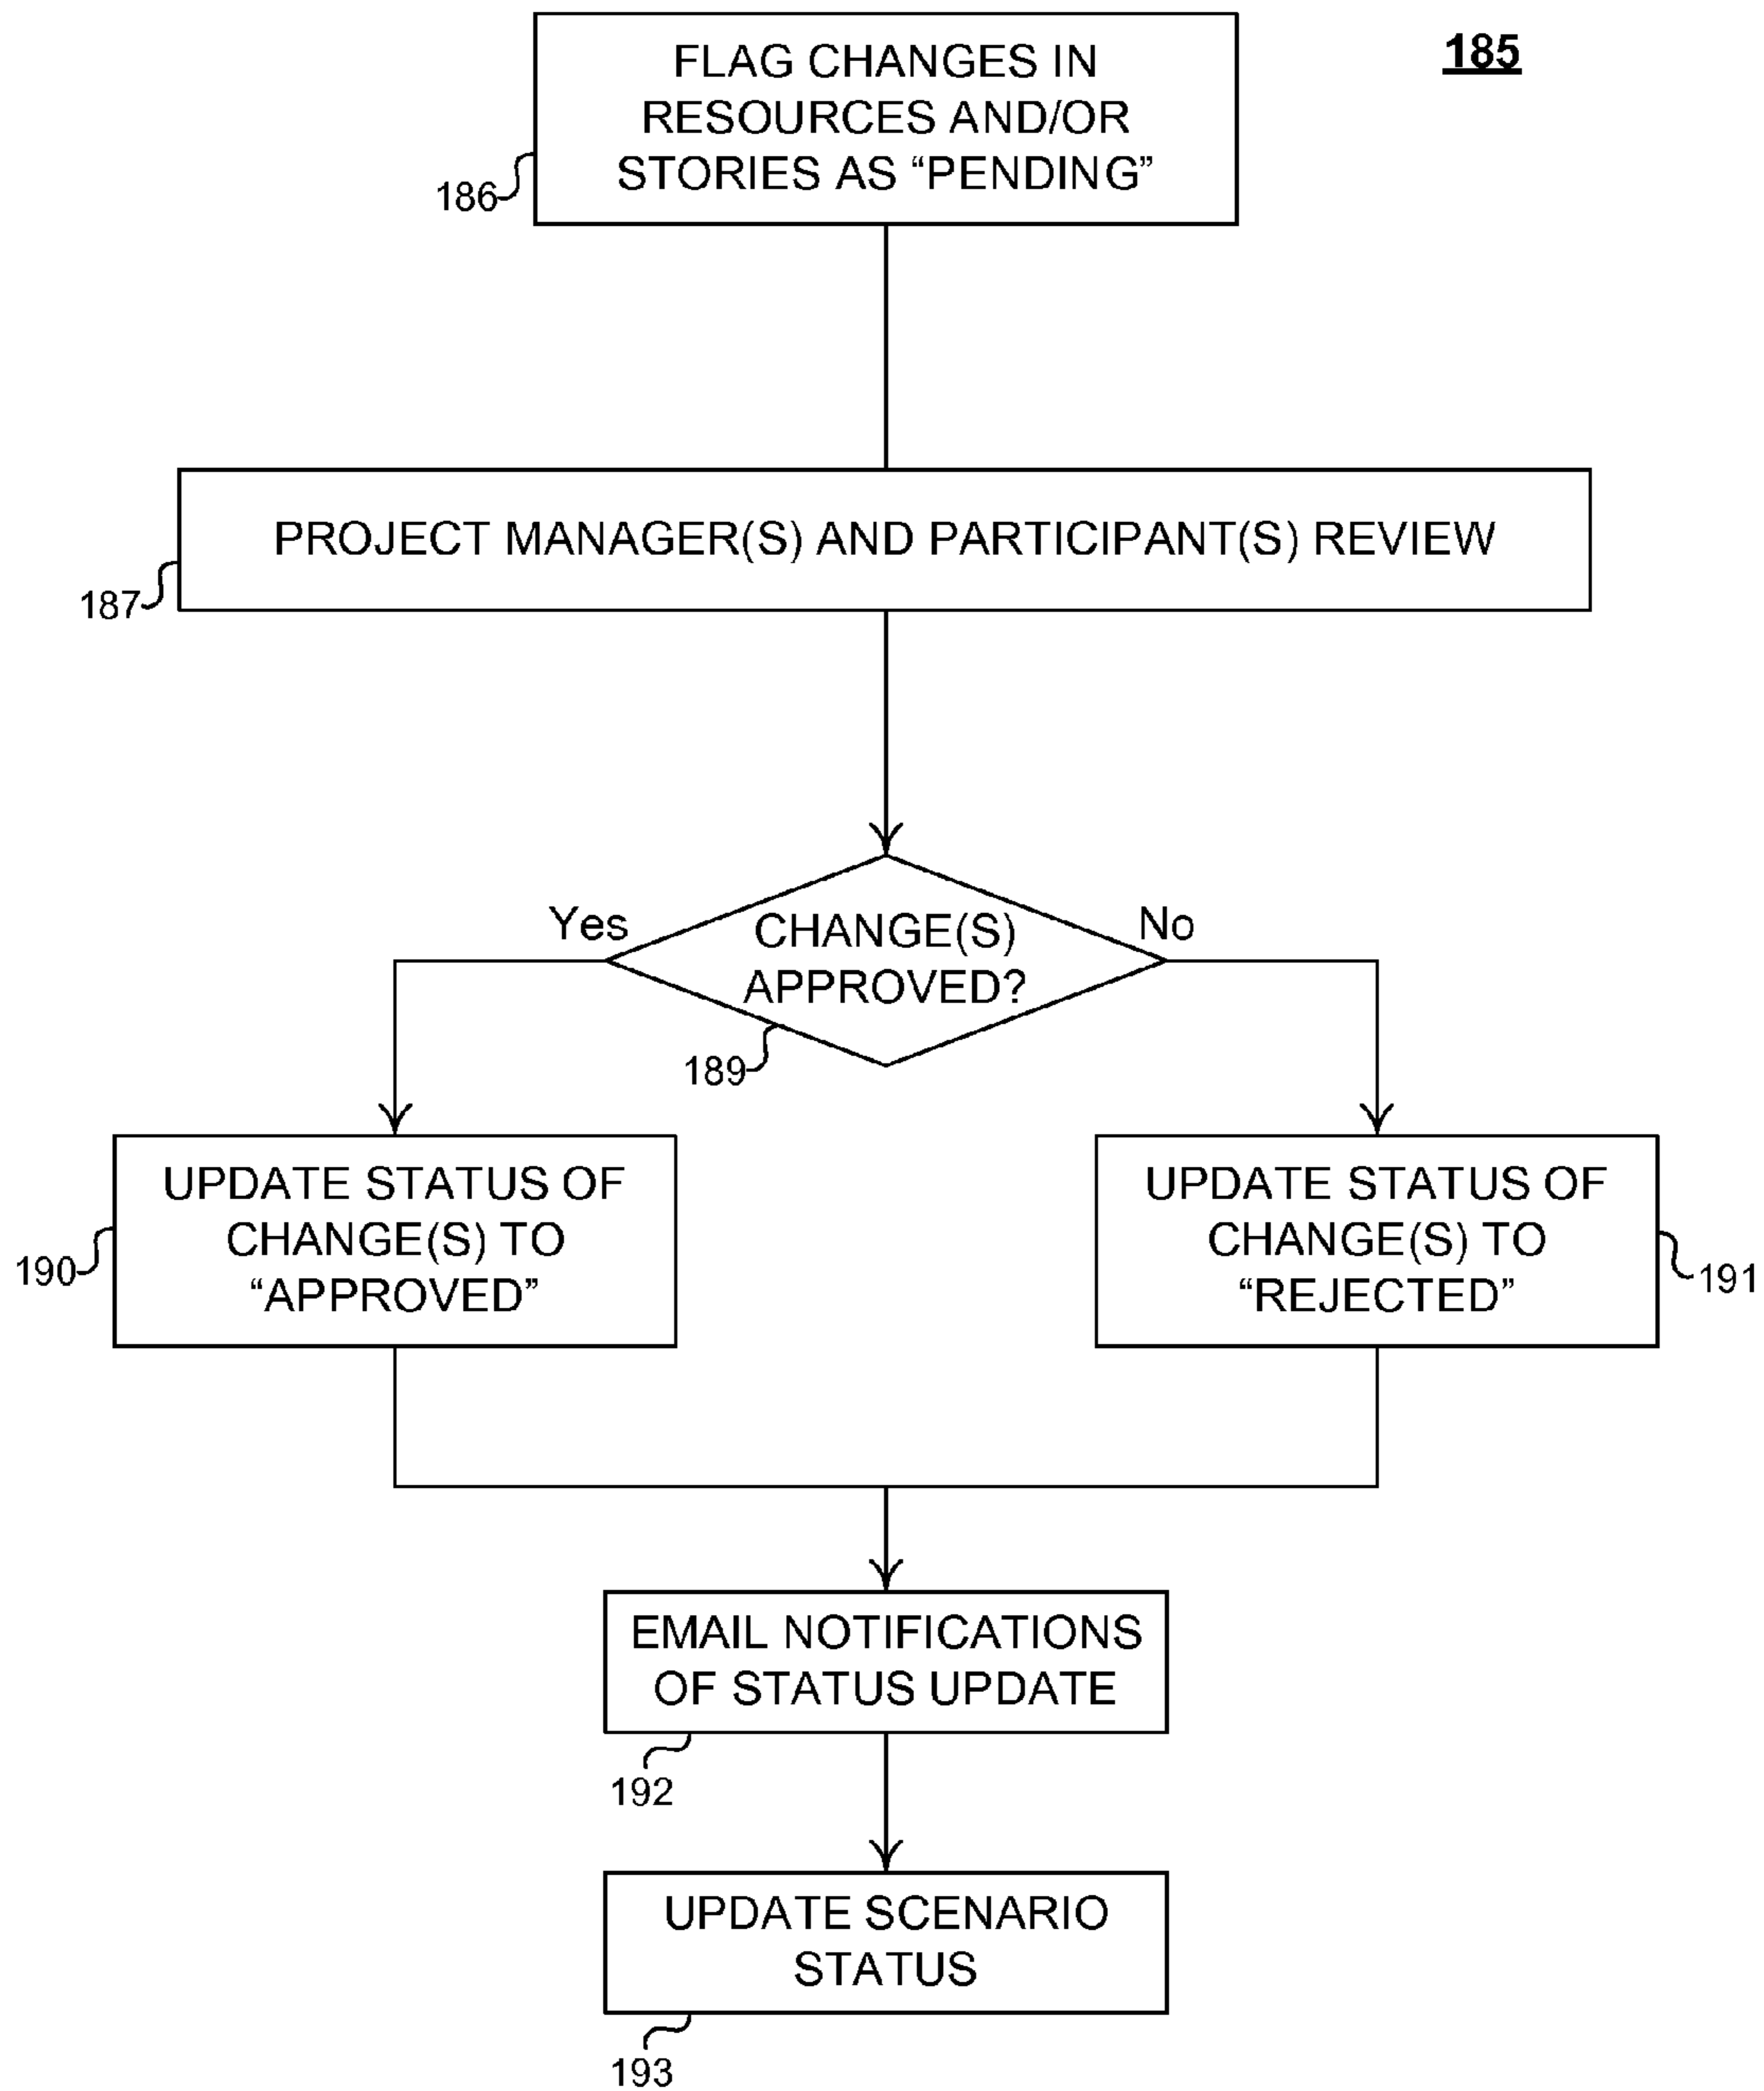 185
FLAG CHANGES IN
RESOURCES AND/OR
STORIES AS “PENDING”
186
PROJECT MANAGER(S) AND PARTICIPANT(S) REVIEW
187
Yes
CHANGE(S)
APPROVED?
No
189
UPDATE STATUS OF
CHANGE(S) TO
“APPROVED”
190
UPDATE STATUS OF
CHANGE(S) TO
“REJECTED”
191
EMAIL NOTIFICATIONS
OF STATUS UPDATE
192
UPDATE SCENARIO
STATUS
193